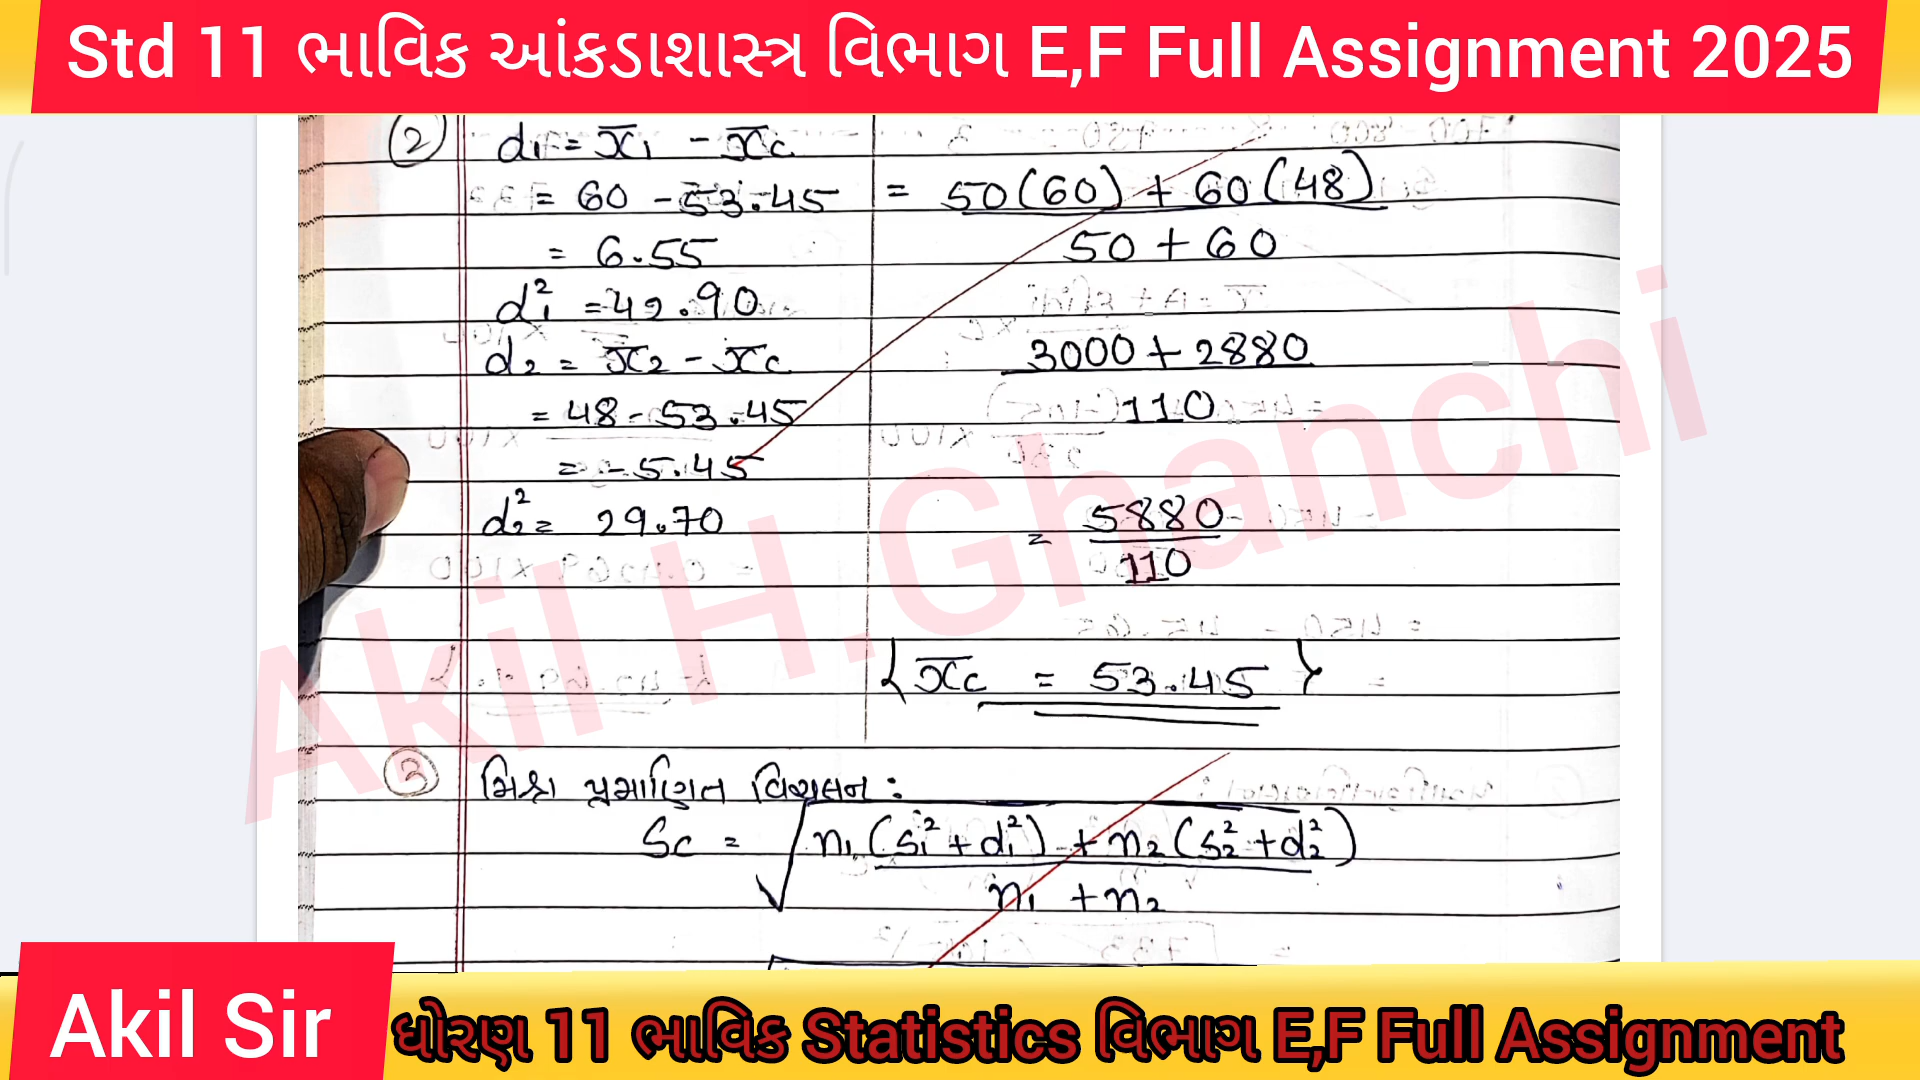 Std 11 ભાવિક આંકડાશાસ્ત્ર વિભાગ E,F Full Assignment 2025
2
d₁ = x̄₁ - x̄c
= 60 - 53.45
= 6.55
d₁² = 42.90
d₂ = x̄₂ - x̄c
= 48 - 53.45
= - 5.45
d₂² = 29.70
= 50(60) + 60(48)
50 + 60
3000 + 2880
110
= 5880
110
{ x̄c = 53.45 }
3 મિશ્ર પ્રમાણિત વિચલન :
Sc = √ n₁(s₁² + d₁²) + n₂(s₂² + d₂²)
n₁ + n₂
Akil H.Ghanchi
Akil Sir
ધોરણ 11 ભાવિક Statistics વિભાગ E,F Full Assignment